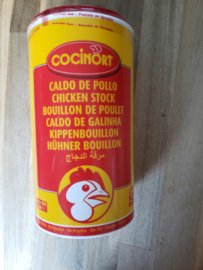 COCINORT
CALDO DE POLLO
CHICKEN STOCK
BOUILLON DE POULET
CALDO DE GALINHA
KIPPENBOUILLON
HÜHNER BOUILLON
مرقة الدجاج